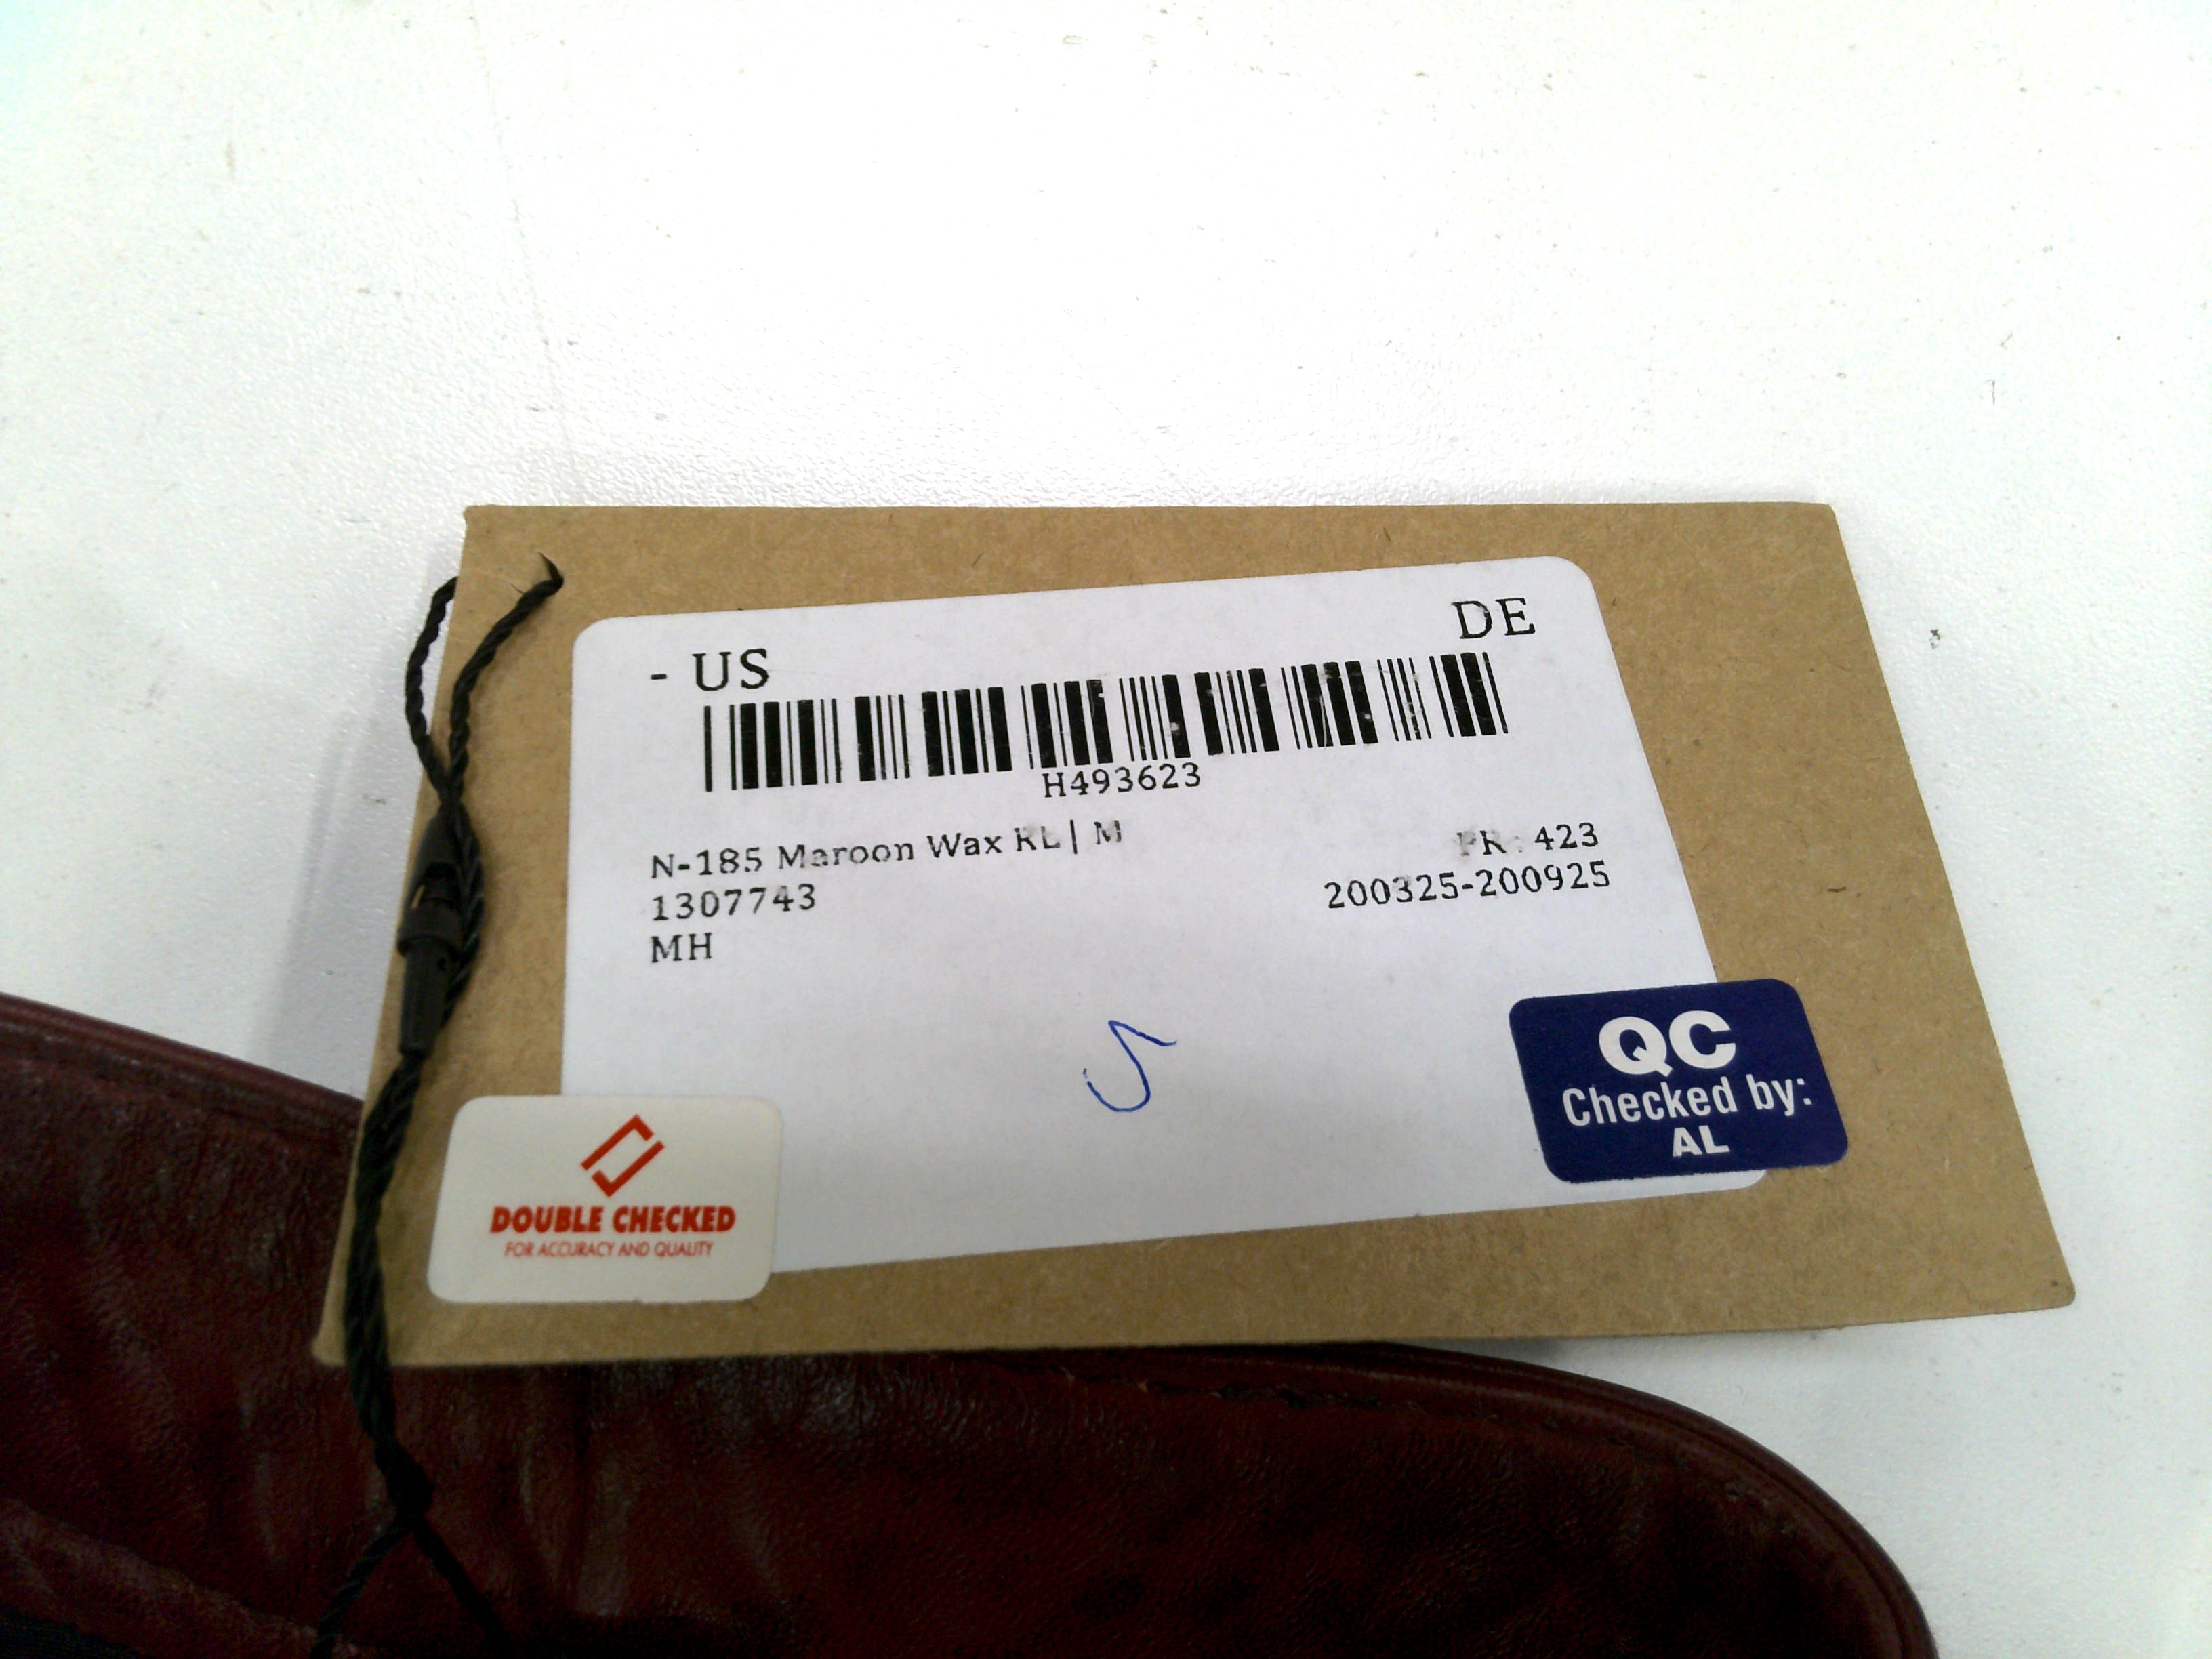 - US DE
H493623
N-185 Maroon Wax RL | M PR: 423
1307743 200325-200925
MH
QC
Checked by:
AL
DOUBLE CHECKED
FOR ACCURACY AND QUALITY